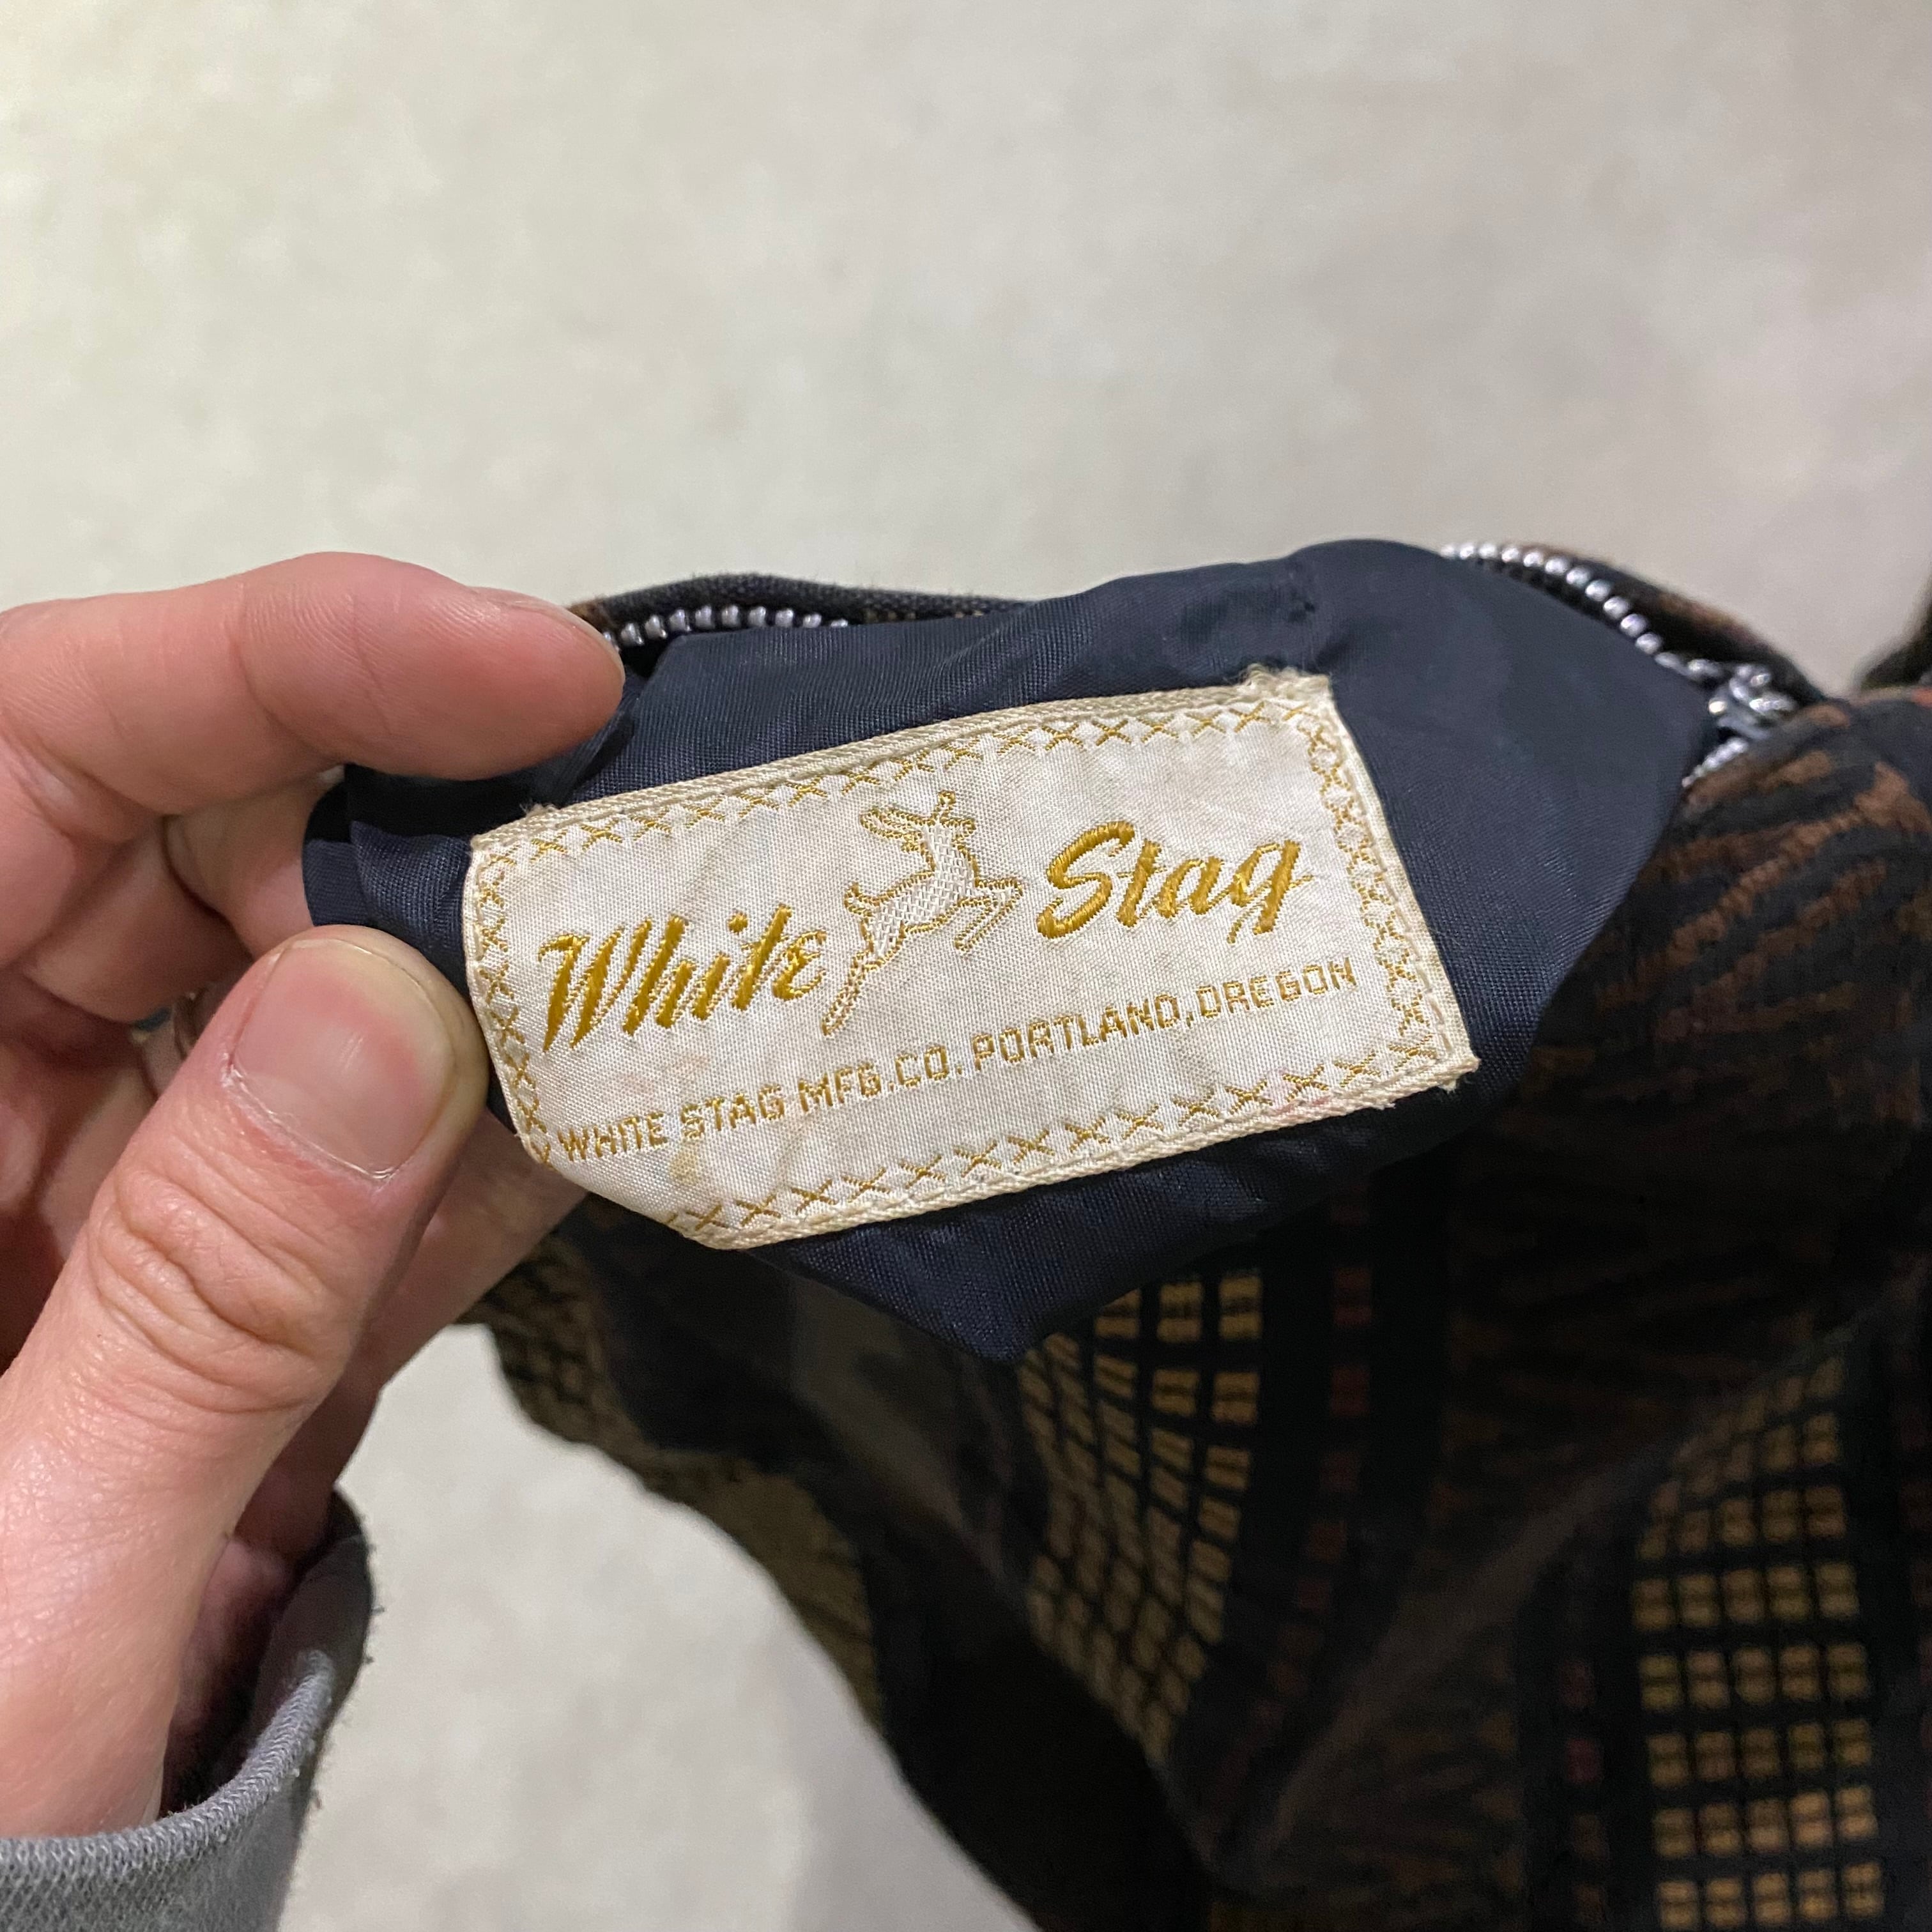 White Stag
WHITE STAG MFG.CO. PORTLAND, OREGON